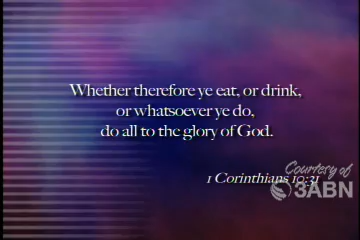 Whether therefore ye eat, or drink,
or whatsoever ye do,
do all to the glory of God.
1 Corinthians 10:31
Courtesy of
3ABN